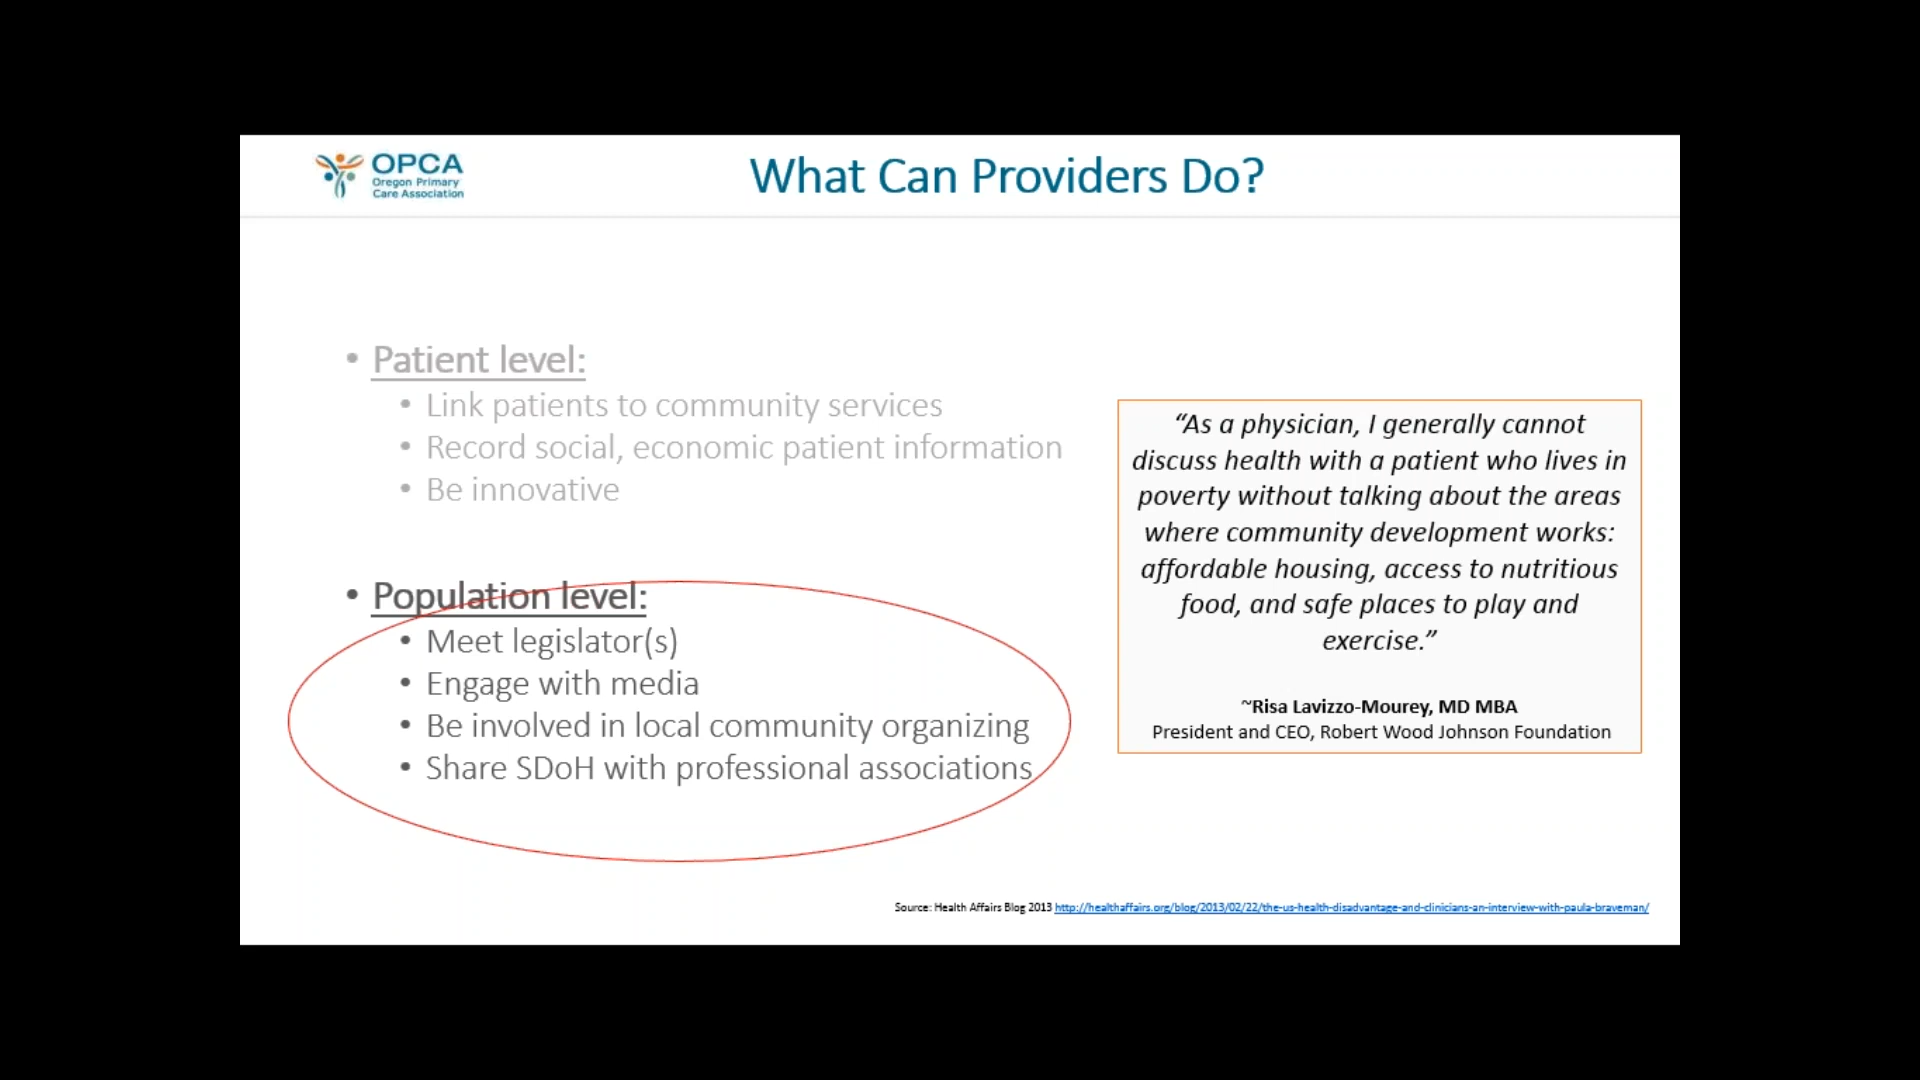 OPCA
Oregon Primary
Care Association
What Can Providers Do?
• Patient level:
• Link patients to community services
• Record social, economic patient information
• Be innovative
• Population level:
• Meet legislator(s)
• Engage with media
• Be involved in local community organizing
• Share SDoH with professional associations
“As a physician, I generally cannot
discuss health with a patient who lives in
poverty without talking about the areas
where community development works:
affordable housing, access to nutritious
food, and safe places to play and
exercise.”
~Risa Lavizzo-Mourey, MD MBA
President and CEO, Robert Wood Johnson Foundation
Source: Health Affairs Blog 2013 http://healthaffairs.org/blog/2013/02/22/the-us-health-disadvantage-and-clinicians-an-interview-with-paula-braveman/